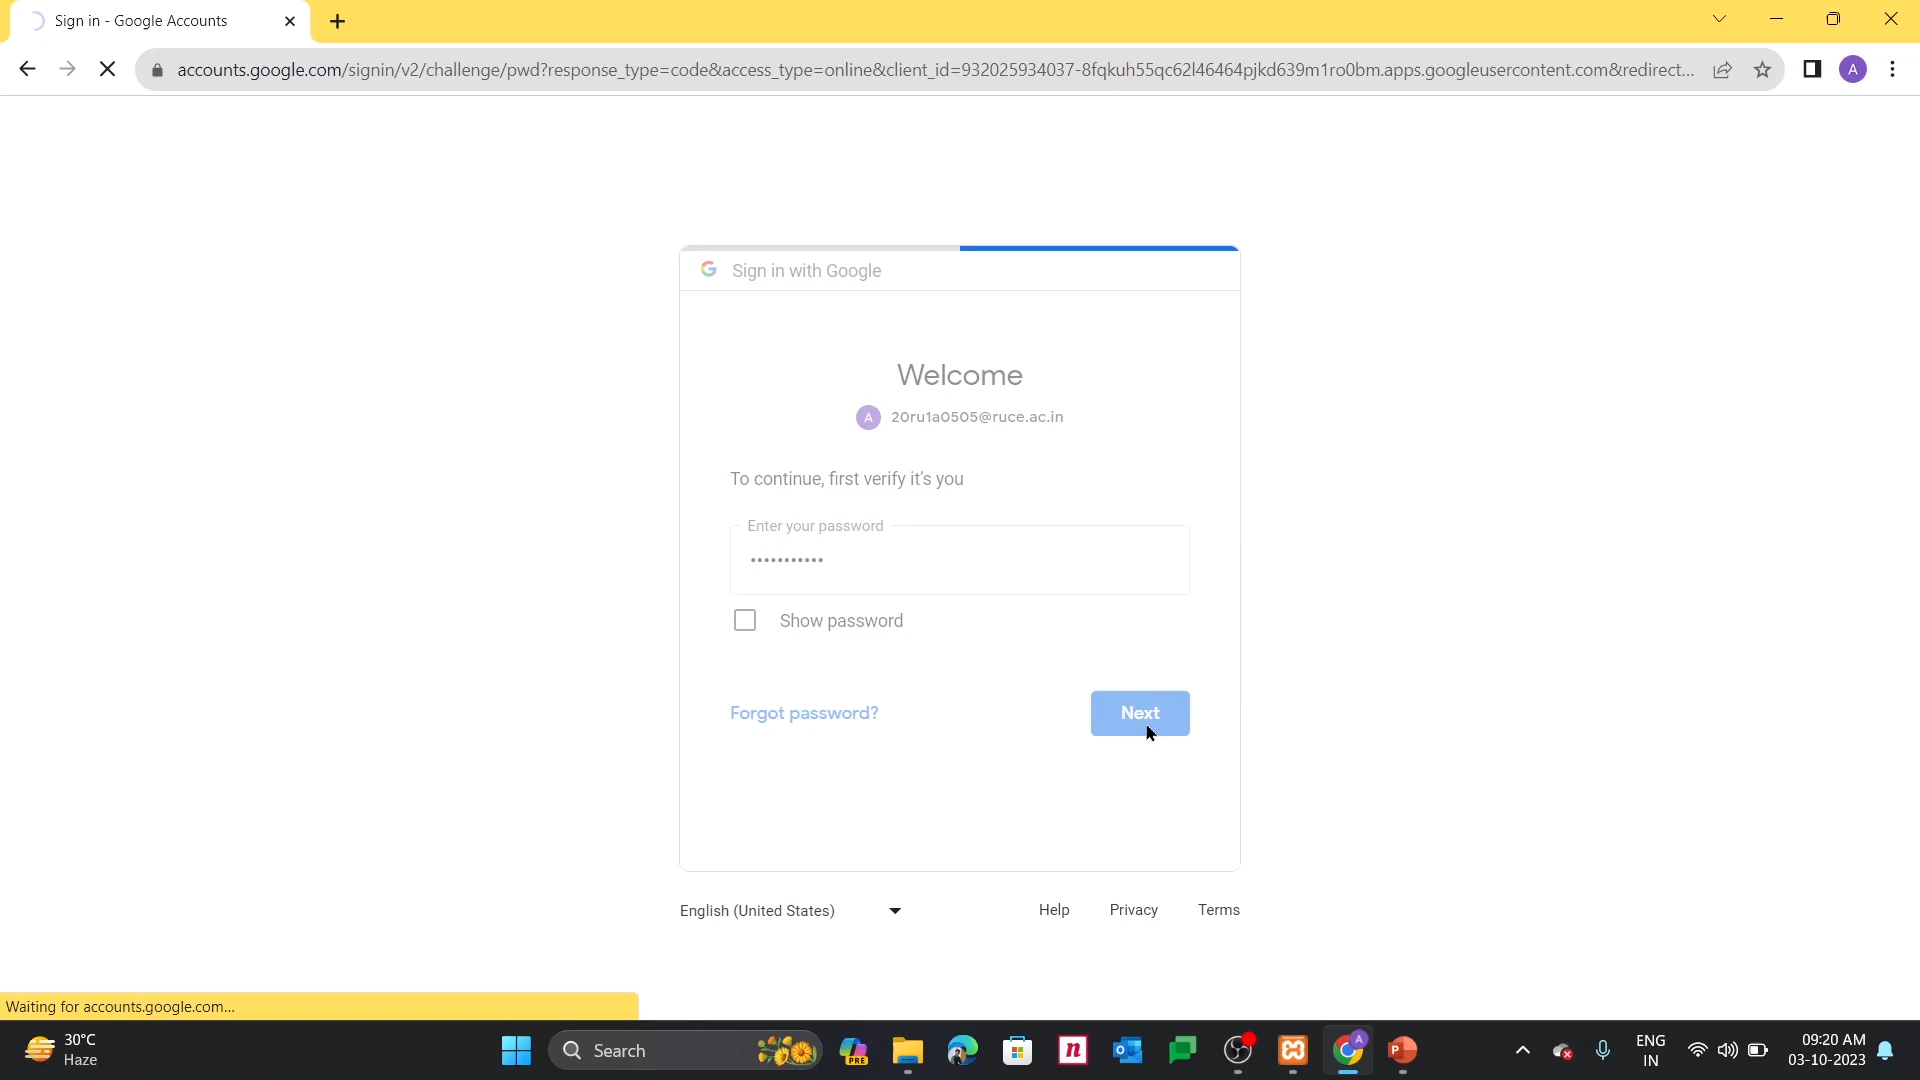 Sign in - Google Accounts
accounts.google.com/signin/v2/challenge/pwd?response_type=code&access_type=online&client_id=932025934037-8fqkuh55qc62l46464pjkd639m1ro0bm.apps.googleusercontent.com&redirect...
A
Sign in with Google
Welcome
A 20ru1a0505@ruce.ac.in
To continue, first verify it's you
Enter your password
•••••••••••
Show password
Forgot password?
Next
English (United States)
Help
Privacy
Terms
Waiting for accounts.google.com...
30°C
Haze
Search
PRE
n
A
ENG
IN
09:20 AM
03-10-2023